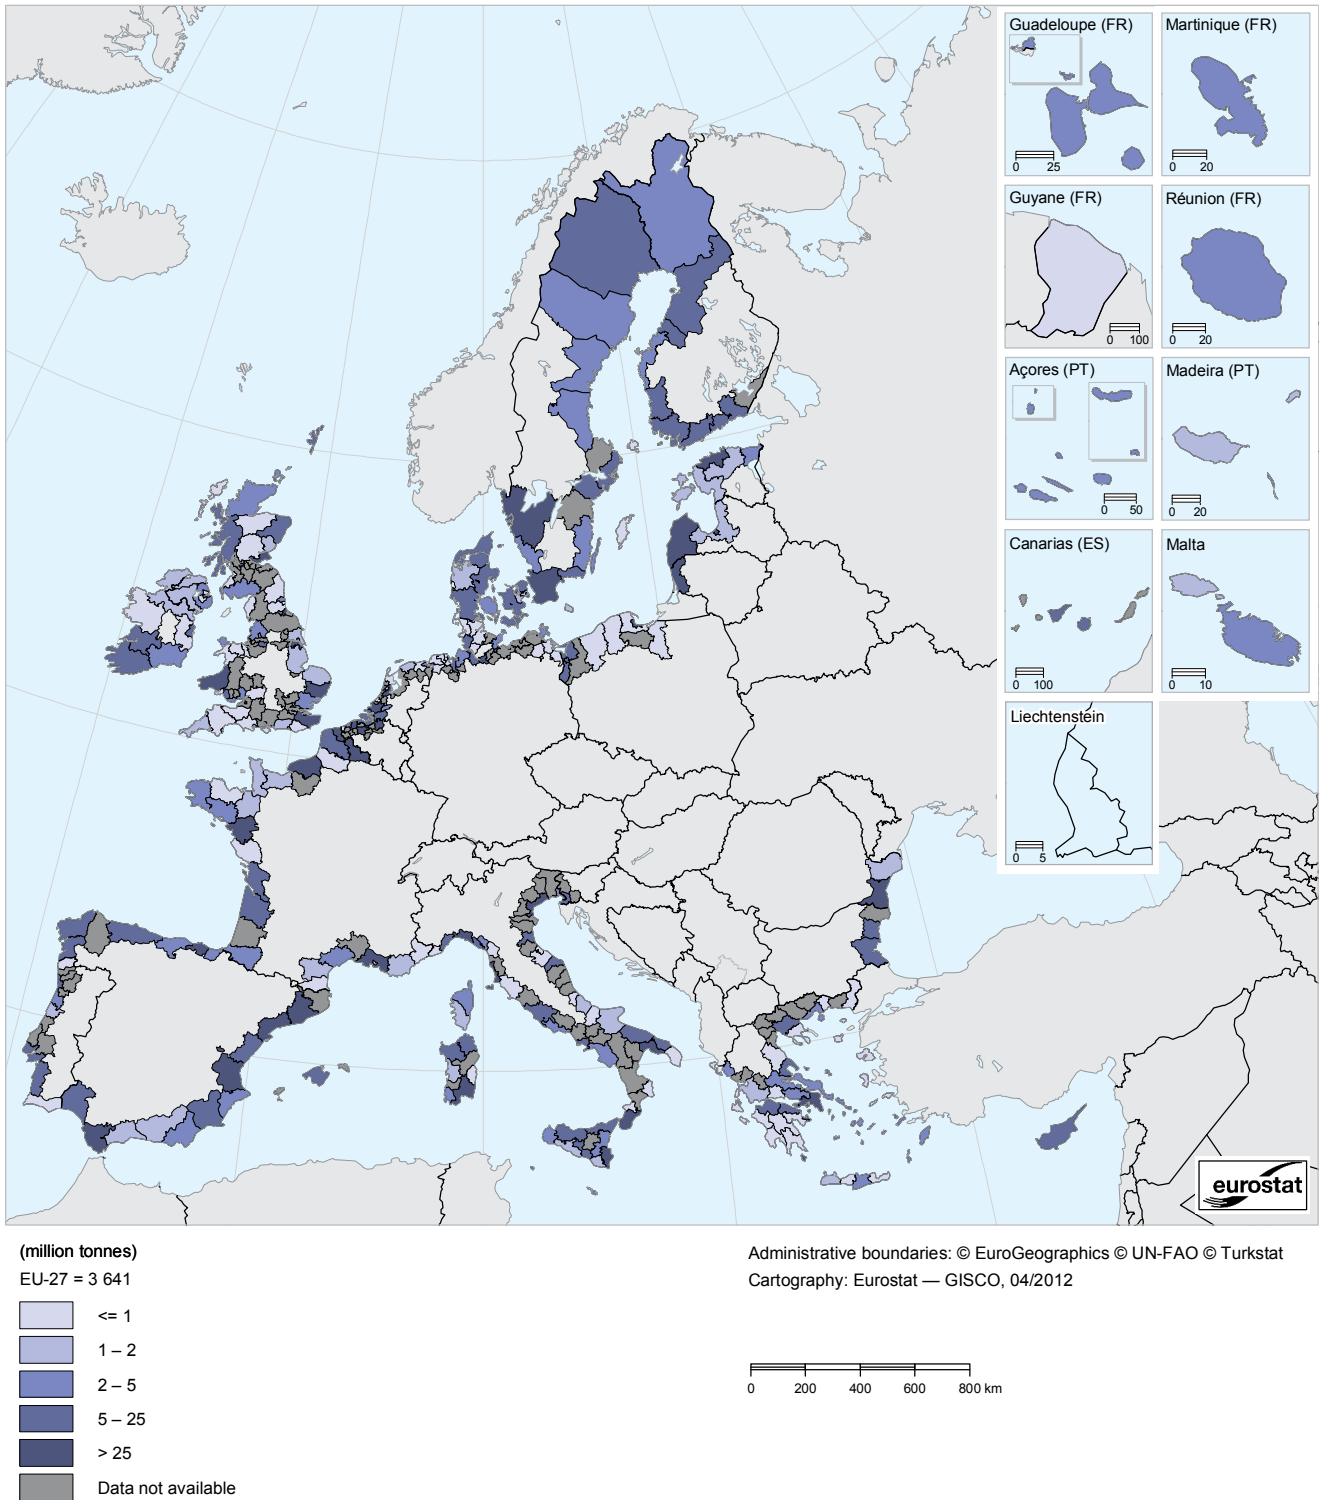 Guadeloupe (FR)
0 25
Martinique (FR)
0 20
Guyane (FR)
0 100
Réunion (FR)
0 20
Açores (PT)
0 50
Madeira (PT)
0 20
Canarias (ES)
0 100
Malta
0 10
Liechtenstein
0 5
eurostat
(million tonnes)
EU-27 = 3 641
<= 1
1 – 2
2 – 5
5 – 25
> 25
Data not available
Administrative boundaries: © EuroGeographics © UN-FAO © Turkstat
Cartography: Eurostat — GISCO, 04/2012
0 200 400 600 800 km